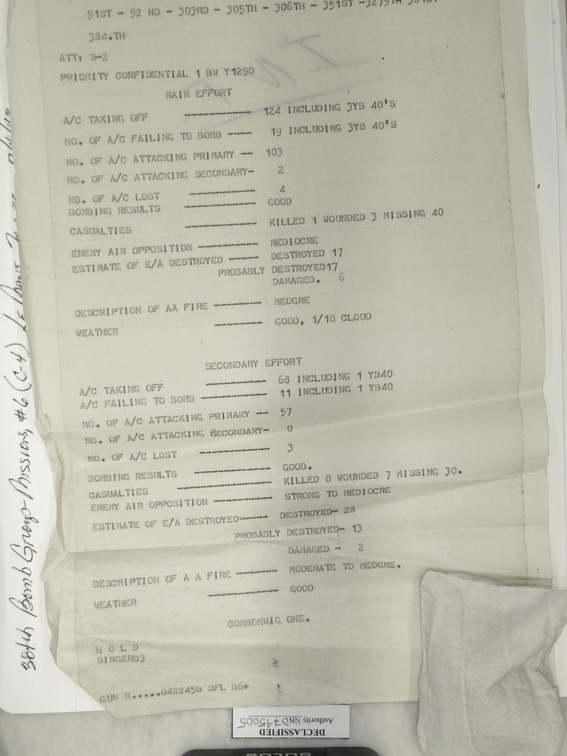 91ST - 92 ND - 303RD - 305TH - 306TH - 351ST -
384.TH
ATT: S-2
PRIORITY CONFIDENTIAL 1 BW Y129D
MAIN EFFORT
A/C TAKING OFF ---------- 124 INCLUDING 3YB 40'S
NO. OF A/C FAILING TO BOMB ---- 19 INCLUDING 3YB 40'S
NO. OF A/C ATTACKING PRIMARY -- 103
NO. OF A/C ATTACKING SECONDARY- 2
NO. OF A/C LOST ---------- 4
BOMBING RESULTS ---------- GOOD
CASUALTIES ---------- KILLED 1 WOUNDED 3 MISSING 40
ENEMY AIR OPPOSITION --------- MEDIOCRE
ESTIMATE OF E/A DESTROYED ---- DESTROYED 17
PROBABLY DESTROYED17
DAMAGED. 6
DESCRIPTION OF AA FIRE ------- MEOGRE
WEATHER ------- GOOD, 1/10 CLOUD
SECONDARY EFFORT
A/C TAKING OFF ---------- 68 INCLUDING 1 YB40
A/C FAILING TO BOMB --------- 11 INCLUDING 1 YB40
NO. OF A/C ATTACKING PRIMARY -- 57
NO. OF A/C ATTACKING SECONDARY- 0
NO. OF A/C LOST ---------- 3
BOMBING RESULTS ---------- GOOD.
CASUALTIES ---------- KILLED 0 WOUNDED 7 MISSING 30.
ENEMY AIR OPPOSITION ---------- STRONG TO MEDIOCRE
ESTIMATE OF E/A DESTROYED------ DESTROYED- 28
PROBABLY DESTROYED- 13
DAMAGED - 2
DESCRIPTION OF A A FIRE ------- MODERATE TO MEOGRE.
WEATHER ---------- GOOD
COMBOMWIG ONE.
H O L D
SINGER83
GUN R.....042245B OFL BG+
384th Bomb Group-Missions, #6 (C-4)
DECLASSIFIED
Authority NND 745005